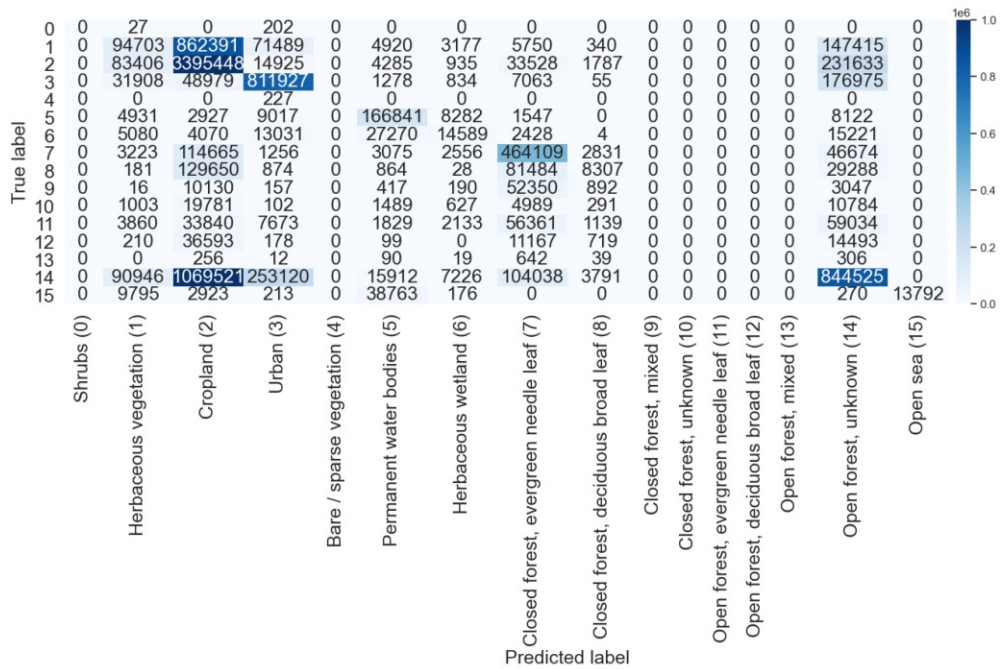 1e6
0 0 27 0 202 0 0 0 0 0 0 0 0 0 0 0 0
1 0 94703 862391 71489 0 4920 3177 5750 340 0 0 0 0 0 147415 0
2 0 83406 3395448 14925 0 4285 935 33528 1787 0 0 0 0 0 231633 0
3 0 31908 48979 811927 0 1278 834 7063 55 0 0 0 0 0 176975 0
4 0 0 0 227 0 0 0 0 0 0 0 0 0 0 0 0
5 0 4931 2927 9017 0 166841 8282 1547 0 0 0 0 0 0 8122 0
6 0 5080 4070 13031 0 27270 14589 2428 4 0 0 0 0 0 15221 0
7 0 3223 114665 1256 0 3075 2556 464109 2831 0 0 0 0 0 46674 0
8 0 181 129650 874 0 864 28 81484 8307 0 0 0 0 0 29288 0
9 0 16 10130 157 0 417 190 52350 892 0 0 0 0 0 3047 0
10 0 1003 19781 102 0 1489 627 4989 291 0 0 0 0 0 10784 0
11 0 3860 33840 7673 0 1829 2133 56361 1139 0 0 0 0 0 59034 0
12 0 210 36593 178 0 99 0 11167 719 0 0 0 0 0 14493 0
13 0 0 256 12 0 90 19 642 39 0 0 0 0 0 306 0
14 0 90946 1069521 253120 0 15912 7226 104038 3791 0 0 0 0 0 844525 0
15 0 9795 2923 213 0 38763 176 0 0 0 0 0 0 0 270 13792
True label
1.0
0.8
0.6
0.4
0.2
0.0
Shrubs (0)
Herbaceous vegetation (1)
Cropland (2)
Urban (3)
Bare / sparse vegetation (4)
Permanent water bodies (5)
Herbaceous wetland (6)
Closed forest, evergreen needle leaf (7)
Closed forest, deciduous broad leaf (8)
Closed forest, mixed (9)
Closed forest, unknown (10)
Open forest, evergreen needle leaf (11)
Open forest, deciduous broad leaf (12)
Open forest, mixed (13)
Open forest, unknown (14)
Open sea (15)
Predicted label